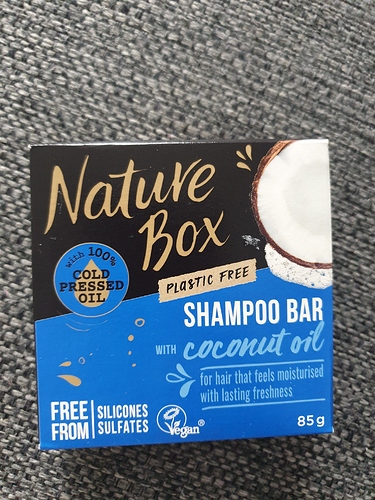 Nature
Box
with 100%
COLD
PRESSED
OIL
PLASTIC FREE
SHAMPOO BAR
WITH coconut oil
for hair that feels moisturised
with lasting freshness
FREE
FROM
SILICONES
SULFATES
Vegan®
85g